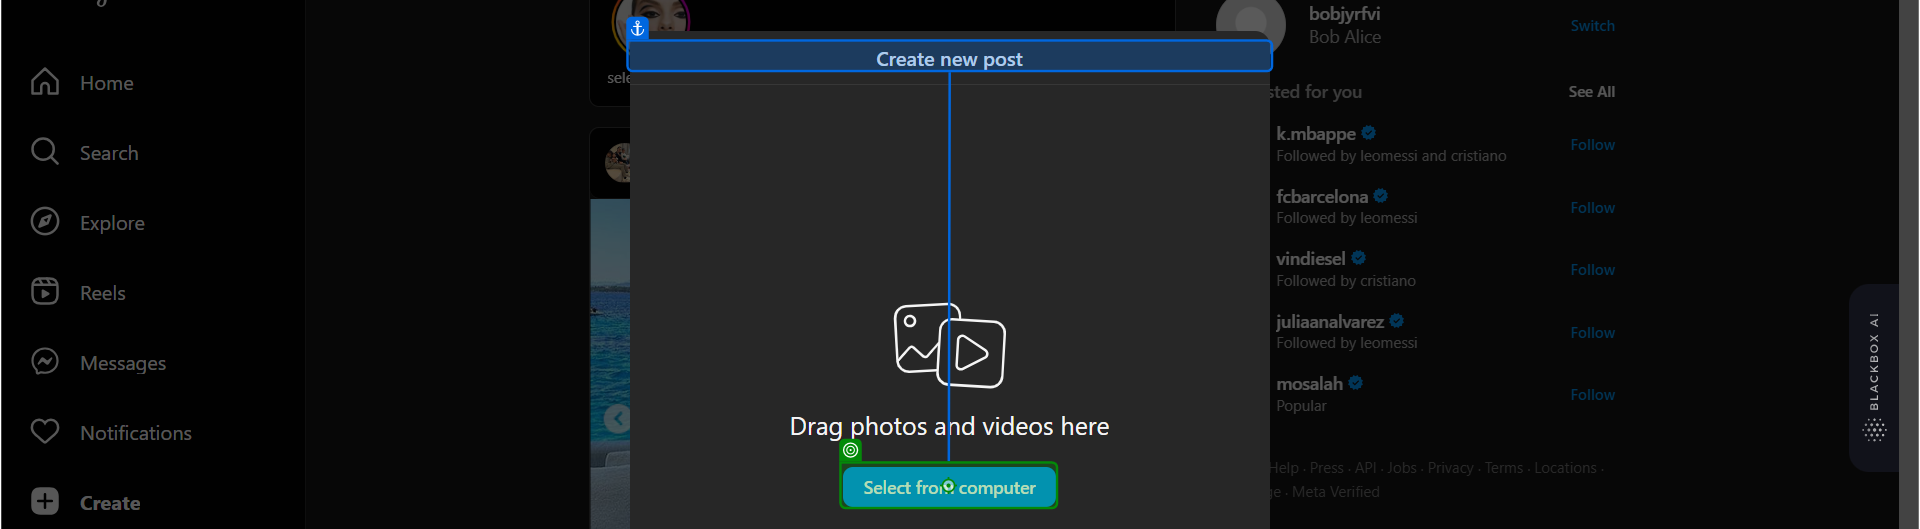 Home
Search
Explore
Reels
Messages
Notifications
Create
sele
Create new post
Drag photos and videos here
Select from computer
bobjyrfvi
Bob Alice
Switch
sted for you
See All
k.mbappe
Followed by leomessi and cristiano
Follow
fcbarcelona
Followed by leomessi
Follow
vindiesel
Followed by cristiano
Follow
juliaanalvarez
Followed by leomessi
Follow
mosalah
Popular
Follow
Help · Press · API · Jobs · Privacy · Terms · Locations ·
ge · Meta Verified
BLACKBOX AI